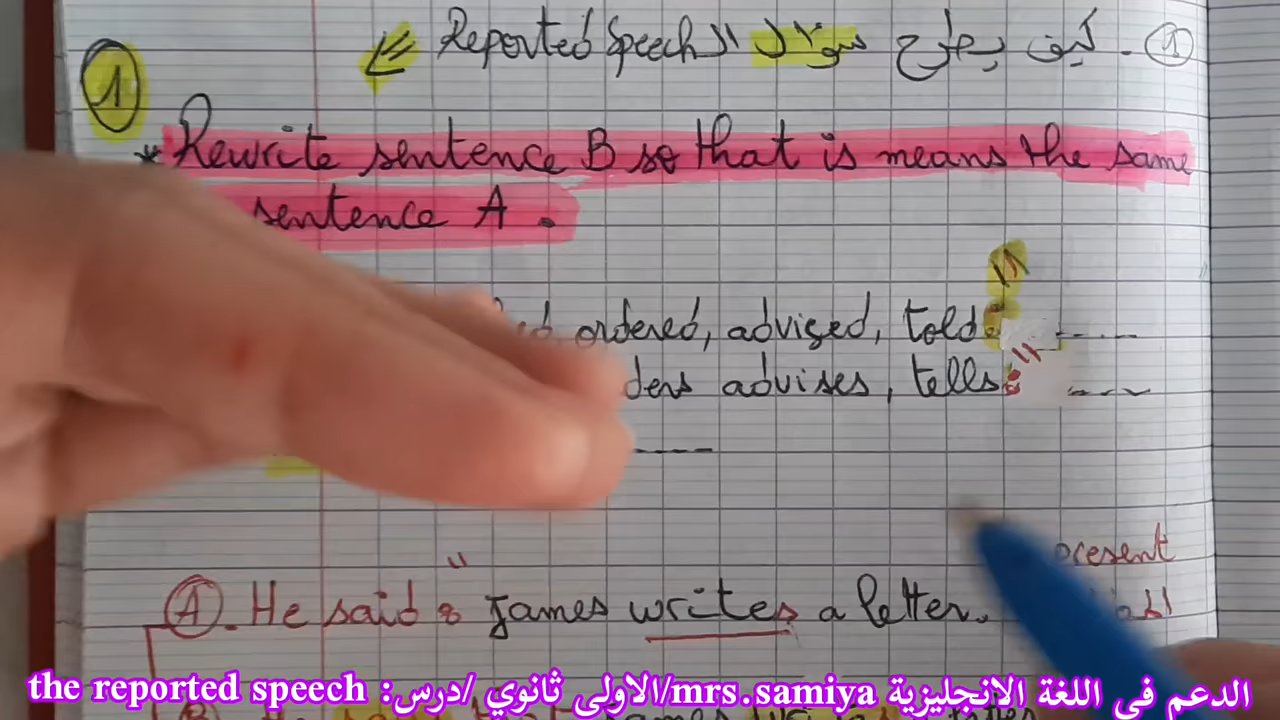 ① - كيف يطرح سؤال الـ Reported Speech
①
* Rewrite sentence B so that is means the same
sentence A .
ordered, advised, told : "
advises, tells : "
present
Ⓐ . He said : " James writes a letter.
الدعم في اللغة الانجليزية mrs.samiya/الاولى ثانوي /درس: the reported speech